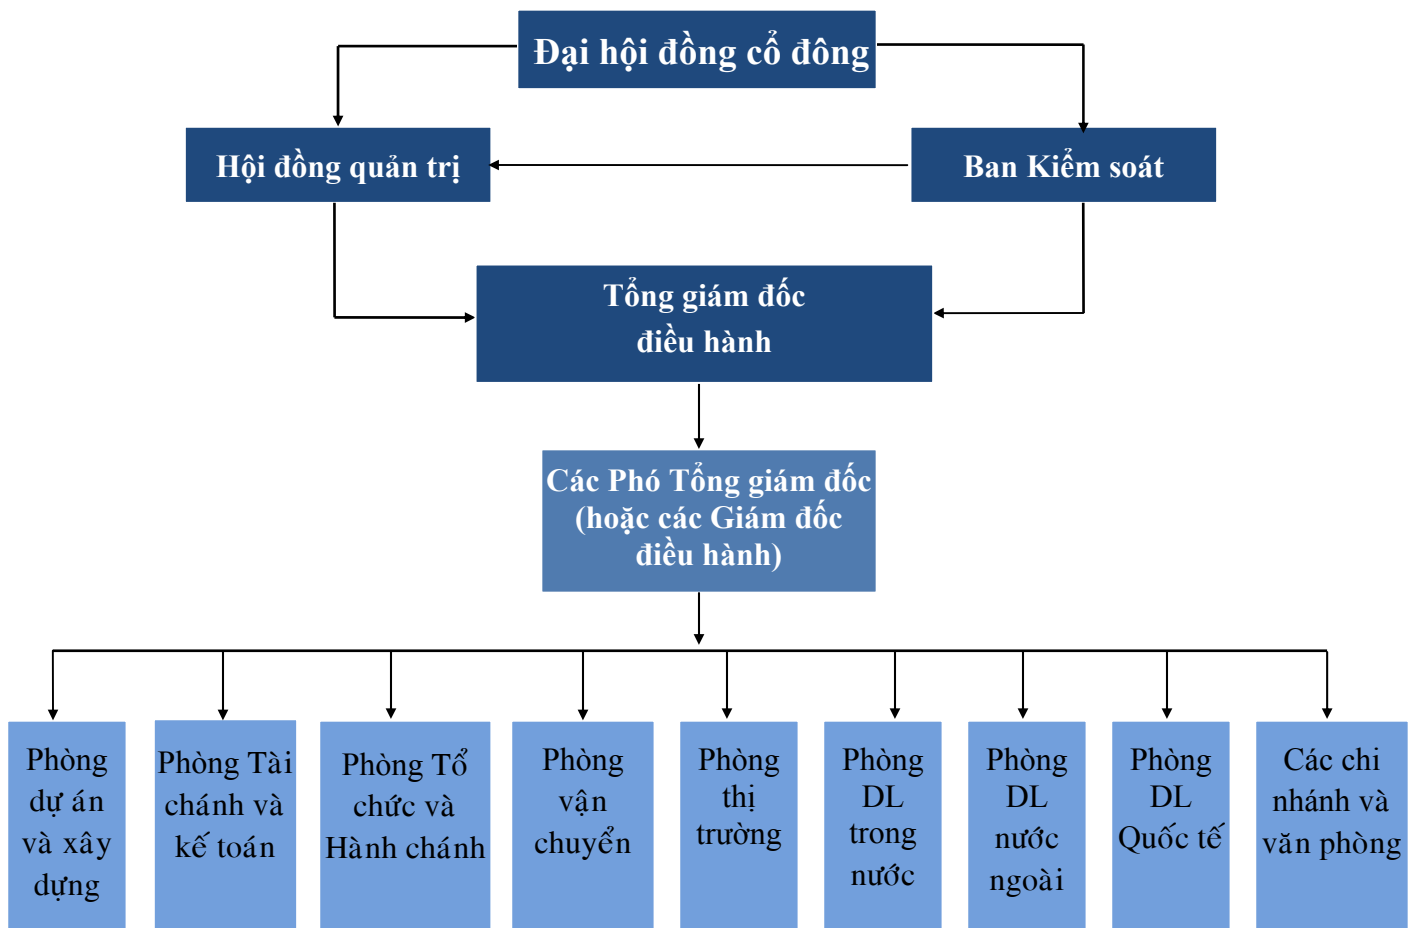 Đại hội đồng cổ đông
Hội đồng quản trị
Ban Kiểm soát
Tổng giám đốc
điều hành
Các Phó Tổng giám đốc
(hoặc các Giám đốc
điều hành)
Phòng
dự án
và xây
dựng
Phòng Tài
chánh và
kế toán
Phòng Tổ
chức và
Hành chánh
Phòng
vận
chuyển
Phòng
thị
trường
Phòng
DL
trong
nước
Phòng
DL
nước
ngoài
Phòng
DL
Quốc tế
Các chi
nhánh và
văn phòng